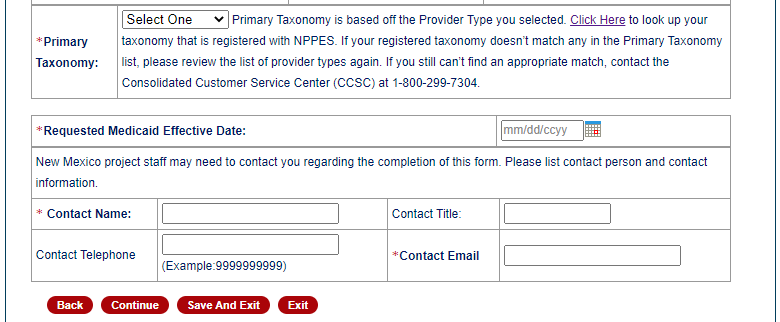 Select One Primary Taxonomy is based off the Provider Type you selected. Click Here to look up your
*Primary Taxonomy:
taxonomy that is registered with NPPES. If your registered taxonomy doesn't match any in the Primary Taxonomy
list, please review the list of provider types again. If you still can't find an appropriate match, contact the
Consolidated Customer Service Center (CCSC) at 1-800-299-7304.
*Requested Medicaid Effective Date: mm/dd/ccyy
New Mexico project staff may need to contact you regarding the completion of this form. Please list contact person and contact
information.
* Contact Name: Contact Title:
Contact Telephone *Contact Email
(Example:9999999999)
Back Continue Save And Exit Exit